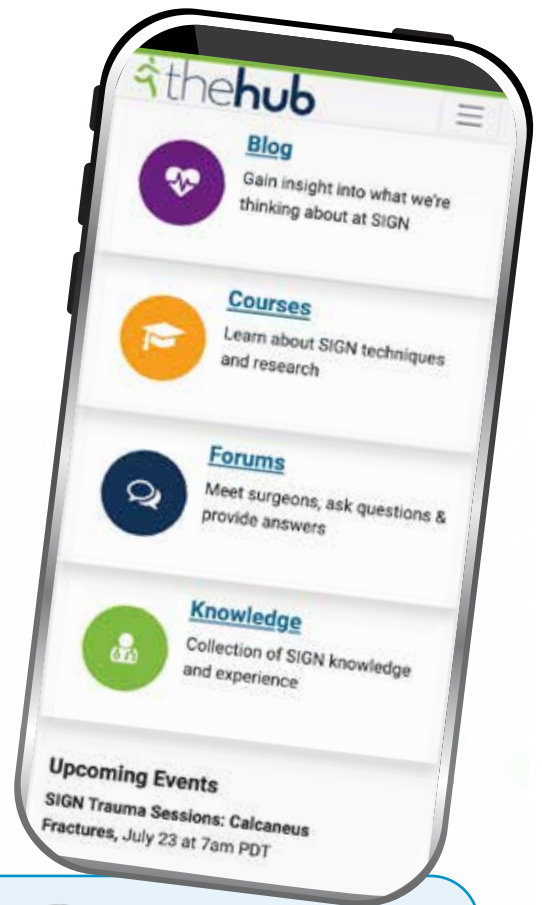 thehub
Blog
Gain insight into what we're
thinking about at SIGN
Courses
Learn about SIGN techniques
and research
Forums
Meet surgeons, ask questions &
provide answers
Knowledge
Collection of SIGN knowledge
and experience
Upcoming Events
SIGN Trauma Sessions: Calcaneus
Fractures, July 23 at 7am PDT